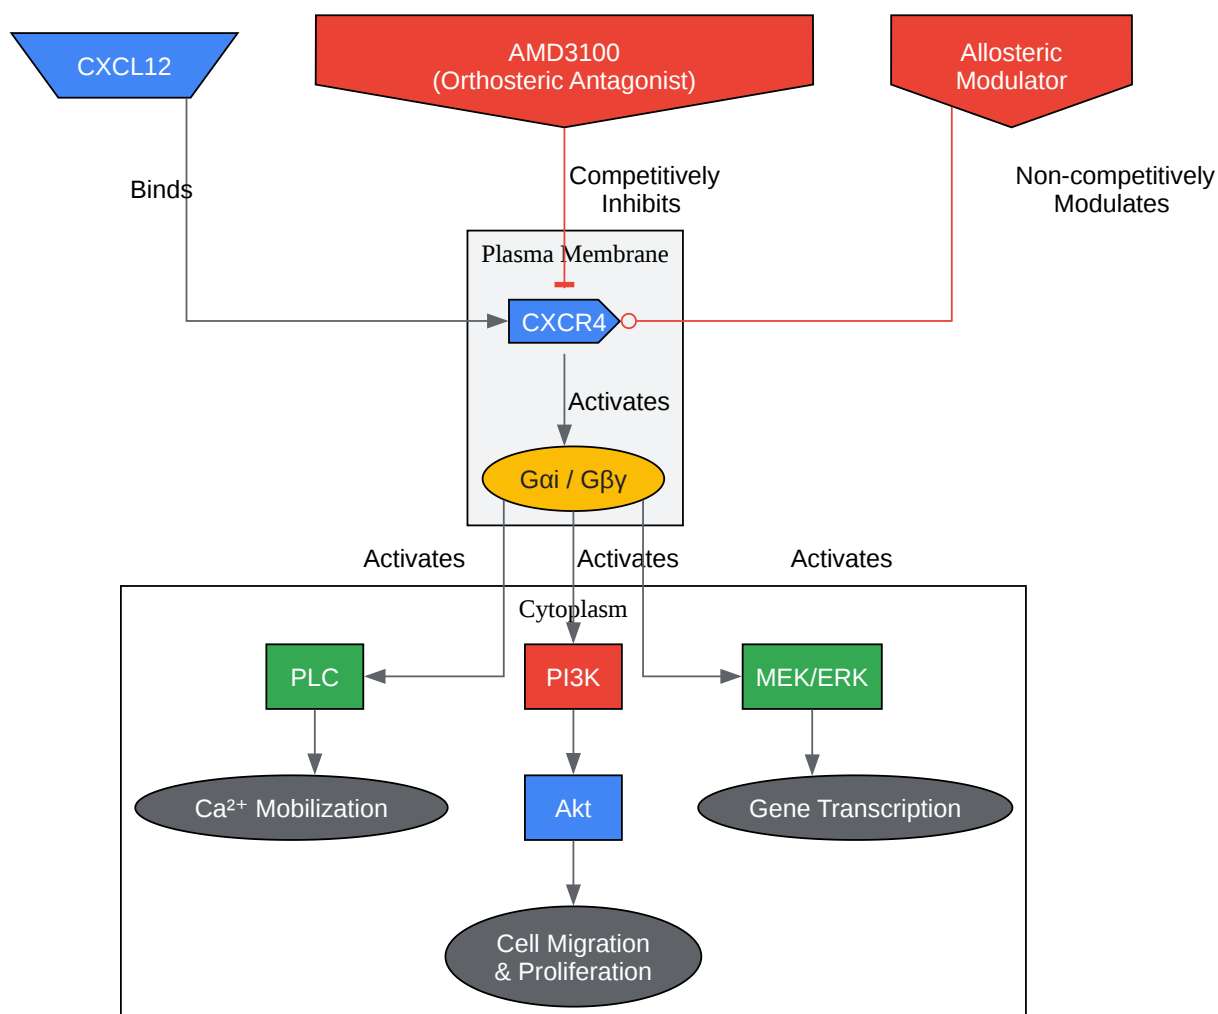 CXCL12
AMD3100
(Orthosteric Antagonist)
Allosteric
Modulator
Binds
Competitively
Inhibits
Non-competitively
Modulates
Plasma Membrane
CXCR4
Activates
Gαi / Gβγ
Activates
Activates
Activates
Cytoplasm
PLC
PI3K
MEK/ERK
Ca²⁺ Mobilization
Akt
Gene Transcription
Cell Migration
& Proliferation